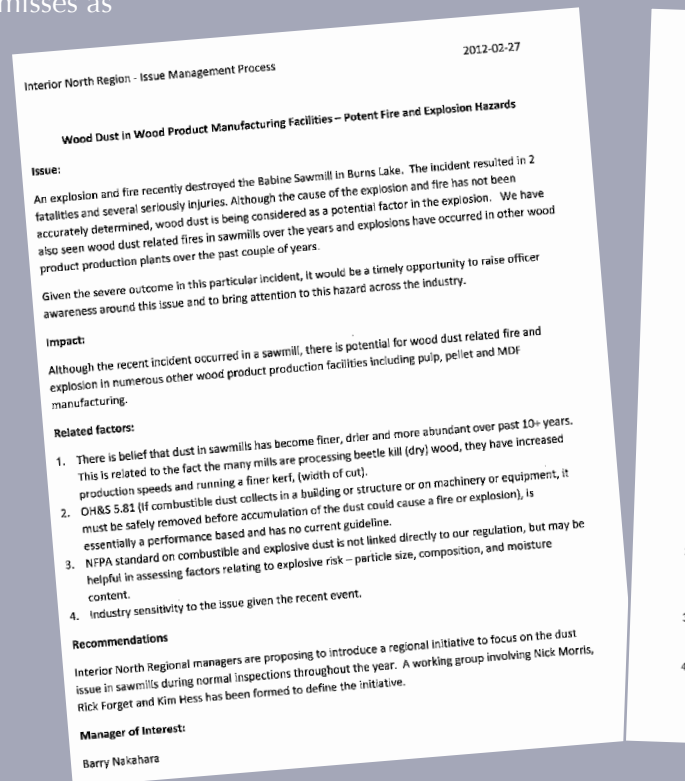 misses as
2012-02-27
Interior North Region - Issue Management Process
Wood Dust in Wood Product Manufacturing Facilities – Potent Fire and Explosion Hazards
Issue:
An explosion and fire recently destroyed the Babine Sawmill in Burns Lake. The incident resulted in 2
fatalities and several seriously injuries. Although the cause of the explosion and fire has not been
accurately determined, wood dust is being considered as a potential factor in the explosion. We have
also seen wood dust related fires in sawmills over the years and explosions have occurred in other wood
product production plants over the past couple of years.
Given the severe outcome in this particular incident, it would be a timely opportunity to raise officer
awareness around this issue and to bring attention to this hazard across the industry.
Impact:
Although the recent incident occurred in a sawmill, there is potential for wood dust related fire and
explosion in numerous other wood product production facilities including pulp, pellet and MDF
manufacturing.
Related factors:
1. There is belief that dust in sawmills has become finer, drier and more abundant over past 10+ years.
This is related to the fact the many mills are processing beetle kill (dry) wood, they have increased
production speeds and running a finer kerf, (width of cut).
2. OH&S 5.81 (If combustible dust collects in a building or structure or on machinery or equipment, it
must be safely removed before accumulation of the dust could cause a fire or explosion), is
essentially a performance based and has no current guideline.
3. NFPA standard on combustible and explosive dust is not linked directly to our regulation, but may be
helpful in assessing factors relating to explosive risk – particle size, composition, and moisture
content.
4. Industry sensitivity to the issue given the recent event.
Recommendations
Interior North Regional managers are proposing to introduce a regional initiative to focus on the dust
issue in sawmills during normal inspections throughout the year. A working group involving Nick Morris,
Rick Forget and Kim Hess has been formed to define the initiative.
Manager of Interest:
Barry Nakahara